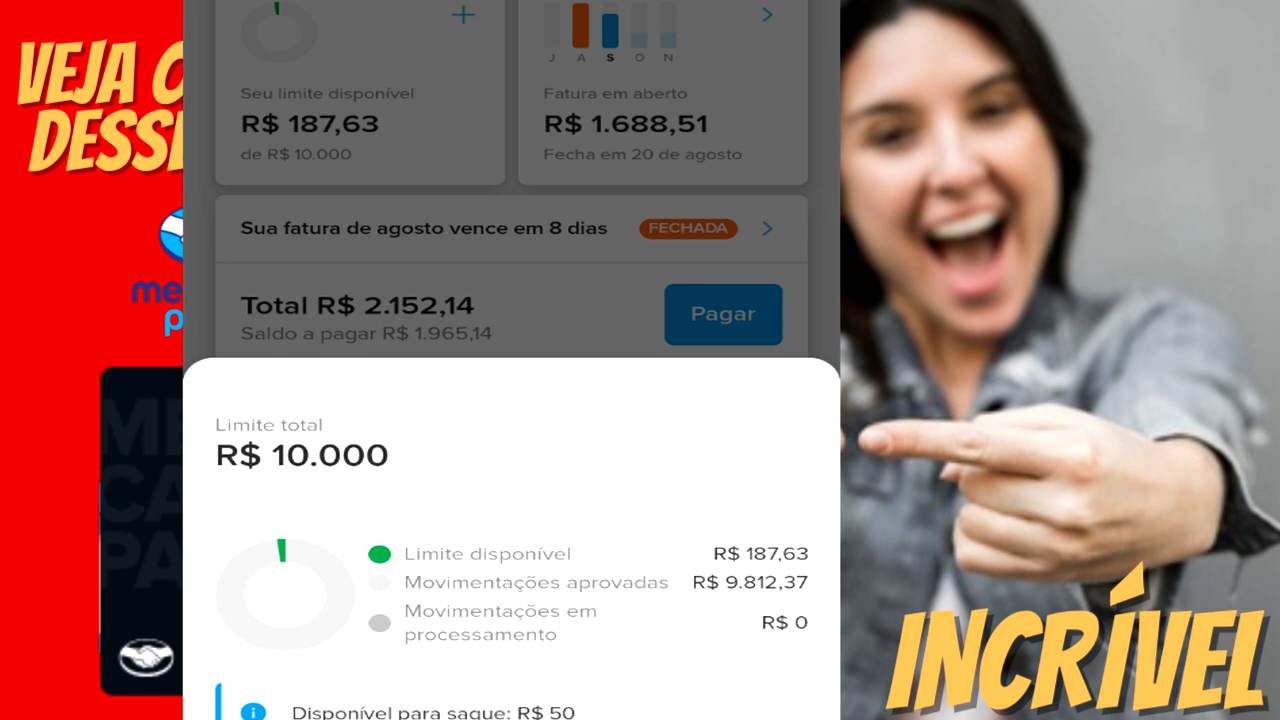 VEJA
Seu limite disponível
R$ 187,63
de R$ 10.000
J A S O N
Fatura em aberto
R$ 1.688,51
Fecha em 20 de agosto
Sua fatura de agosto vence em 8 dias
FECHADA
Total R$ 2.152,14
Saldo a pagar R$ 1.965,14
Pagar
Limite total
R$ 10.000
Limite disponível R$ 187,63
Movimentações aprovadas R$ 9.812,37
Movimentações em
processamento
R$ 0
Disponível para saque: R$ 50
INCRÍVEL